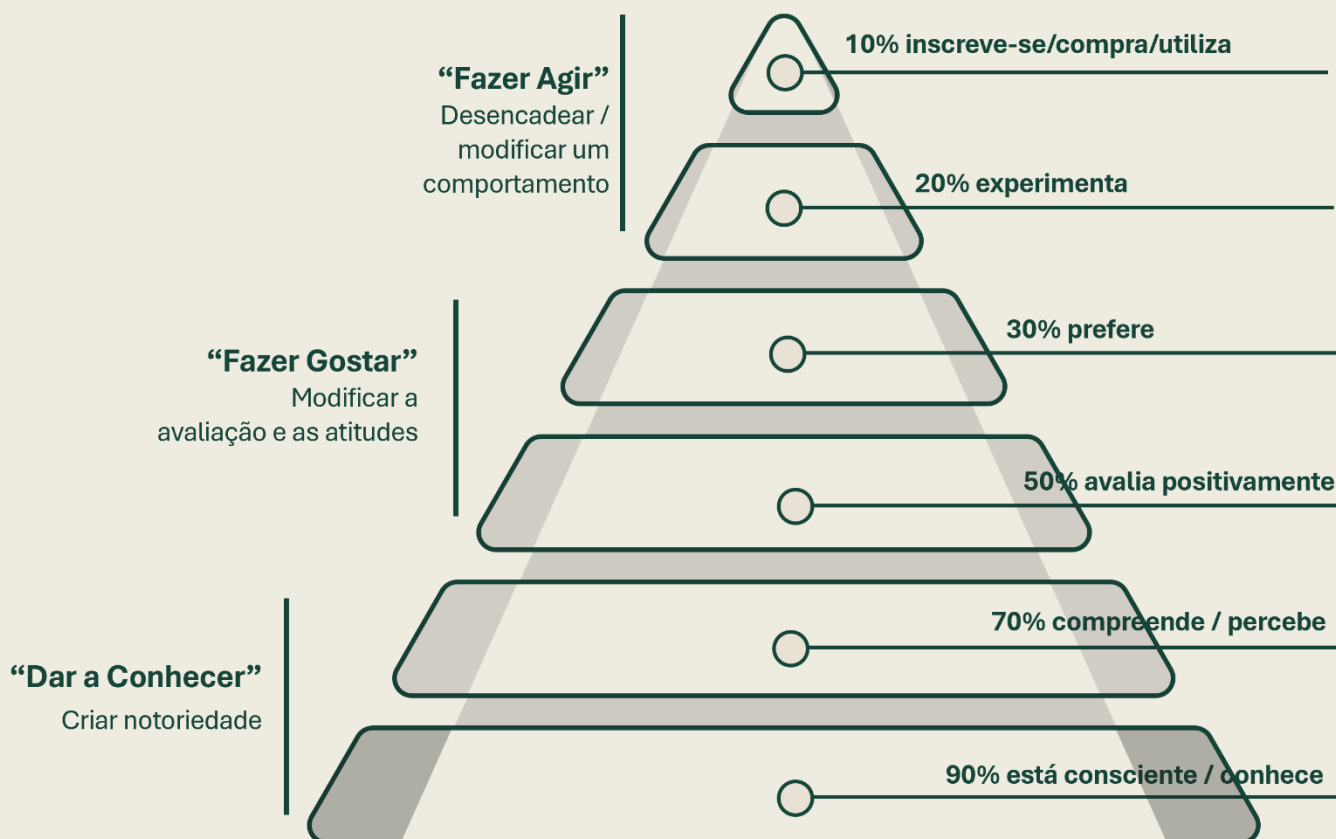 10% inscreve-se/compra/utiliza
“Fazer Agir”
Desencadear /
modificar um
comportamento
20% experimenta
30% prefere
“Fazer Gostar”
Modificar a
avaliação e as atitudes
50% avalia positivamente
70% compreende / percebe
“Dar a Conhecer”
Criar notoriedade
90% está consciente / conhece